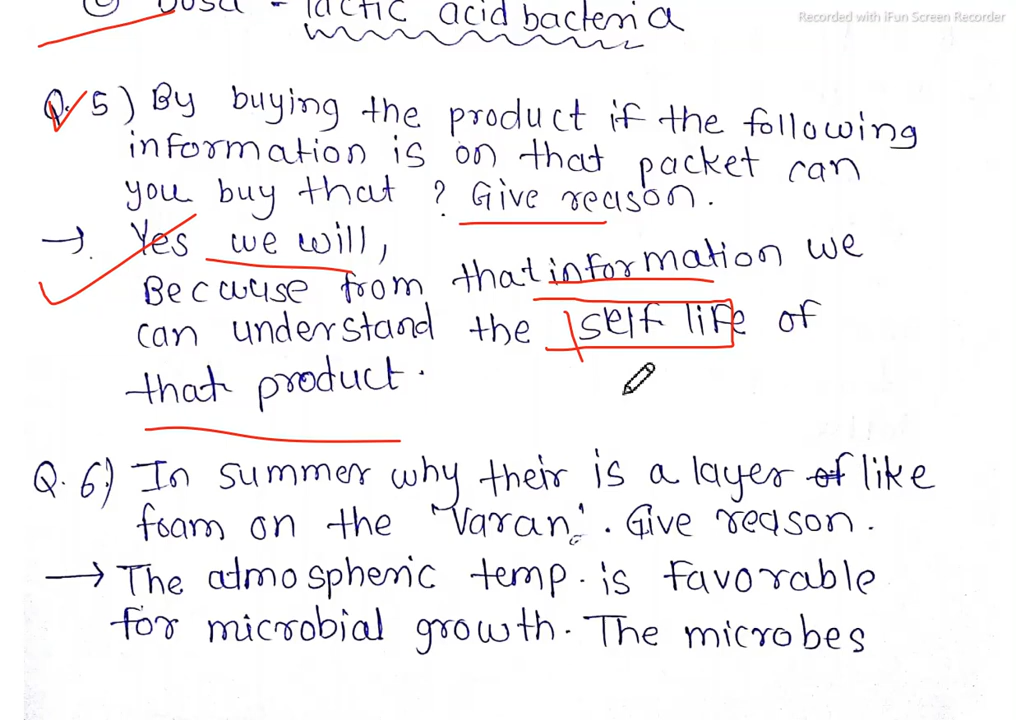 Recorded with iFun Screen Recorder
Dosa - lactic acid bacteria
Q. 5) By buying the product if the following
information is on that packet can
you buy that ? Give reason.
→ Yes we will,
Because from that information we
can understand the self life of
that product.
Q. 6) In summer why their is a layer of like
foam on the 'Varan'. Give reason.
→ The atmospheric temp. is favorable
for microbial growth. The microbes